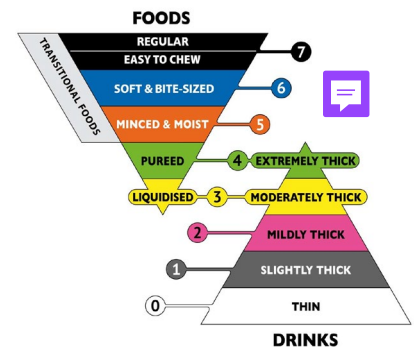 FOODS
REGULAR
EASY TO CHEW
7
TRANSITIONAL FOODS
SOFT & BITE-SIZED
6
MINCED & MOIST
5
PUREED
4
EXTREMELY THICK
LIQUIDISED
3
MODERATELY THICK
2
MILDLY THICK
1
SLIGHTLY THICK
0
THIN
DRINKS